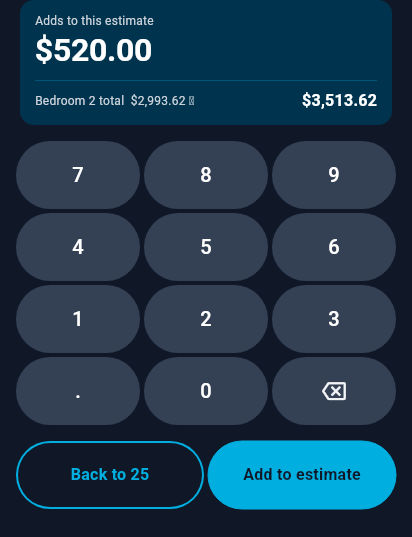 Adds to this estimate
$520.00
Bedroom 2 total $2,993.62 $3,513.62
7 8 9
4 5 6
1 2 3
. 0
Back to 25 Add to estimate